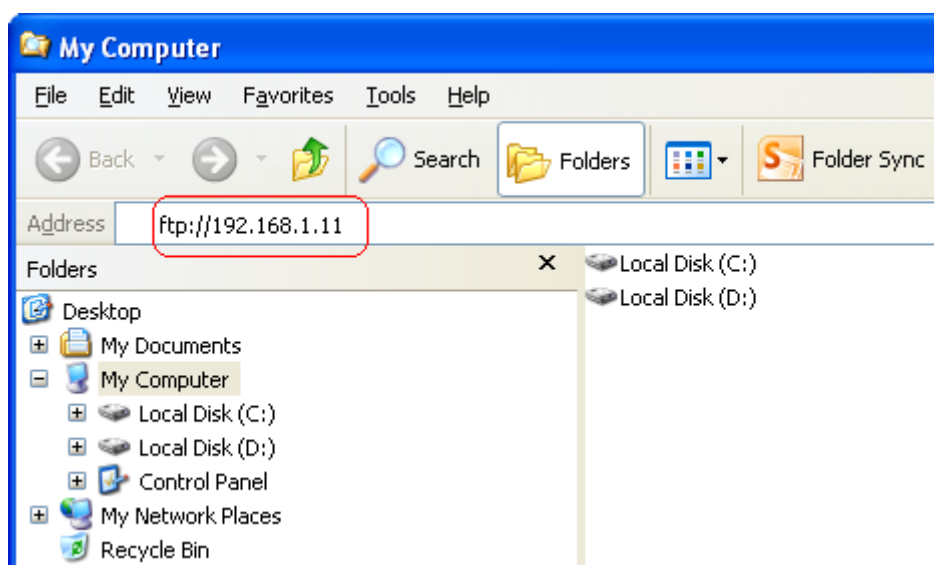 My Computer
File Edit View Favorites Tools Help
Back Search Folders Folder Sync
Address ftp://192.168.1.11
Folders
Local Disk (C:)
Local Disk (D:)
Desktop
My Documents
My Computer
Local Disk (C:)
Local Disk (D:)
Control Panel
My Network Places
Recycle Bin